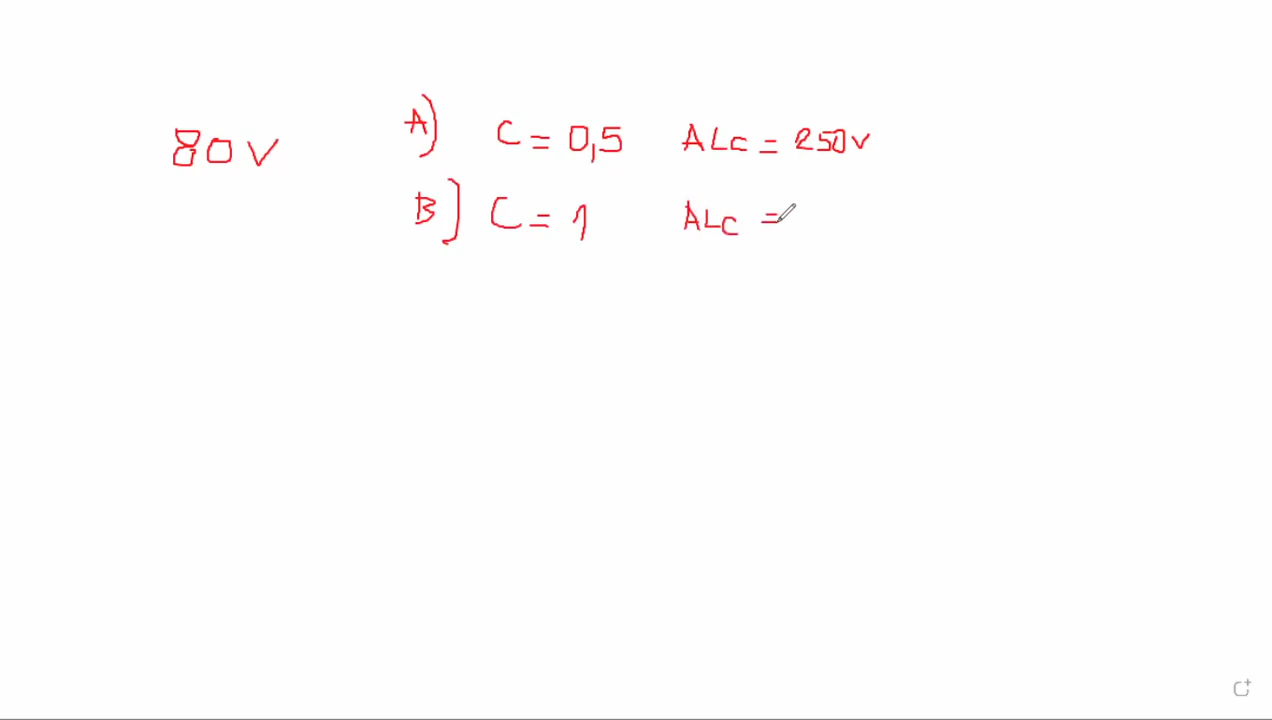 80V A) C = 0,5 ALC = 250V
B] C = 1 ALC =